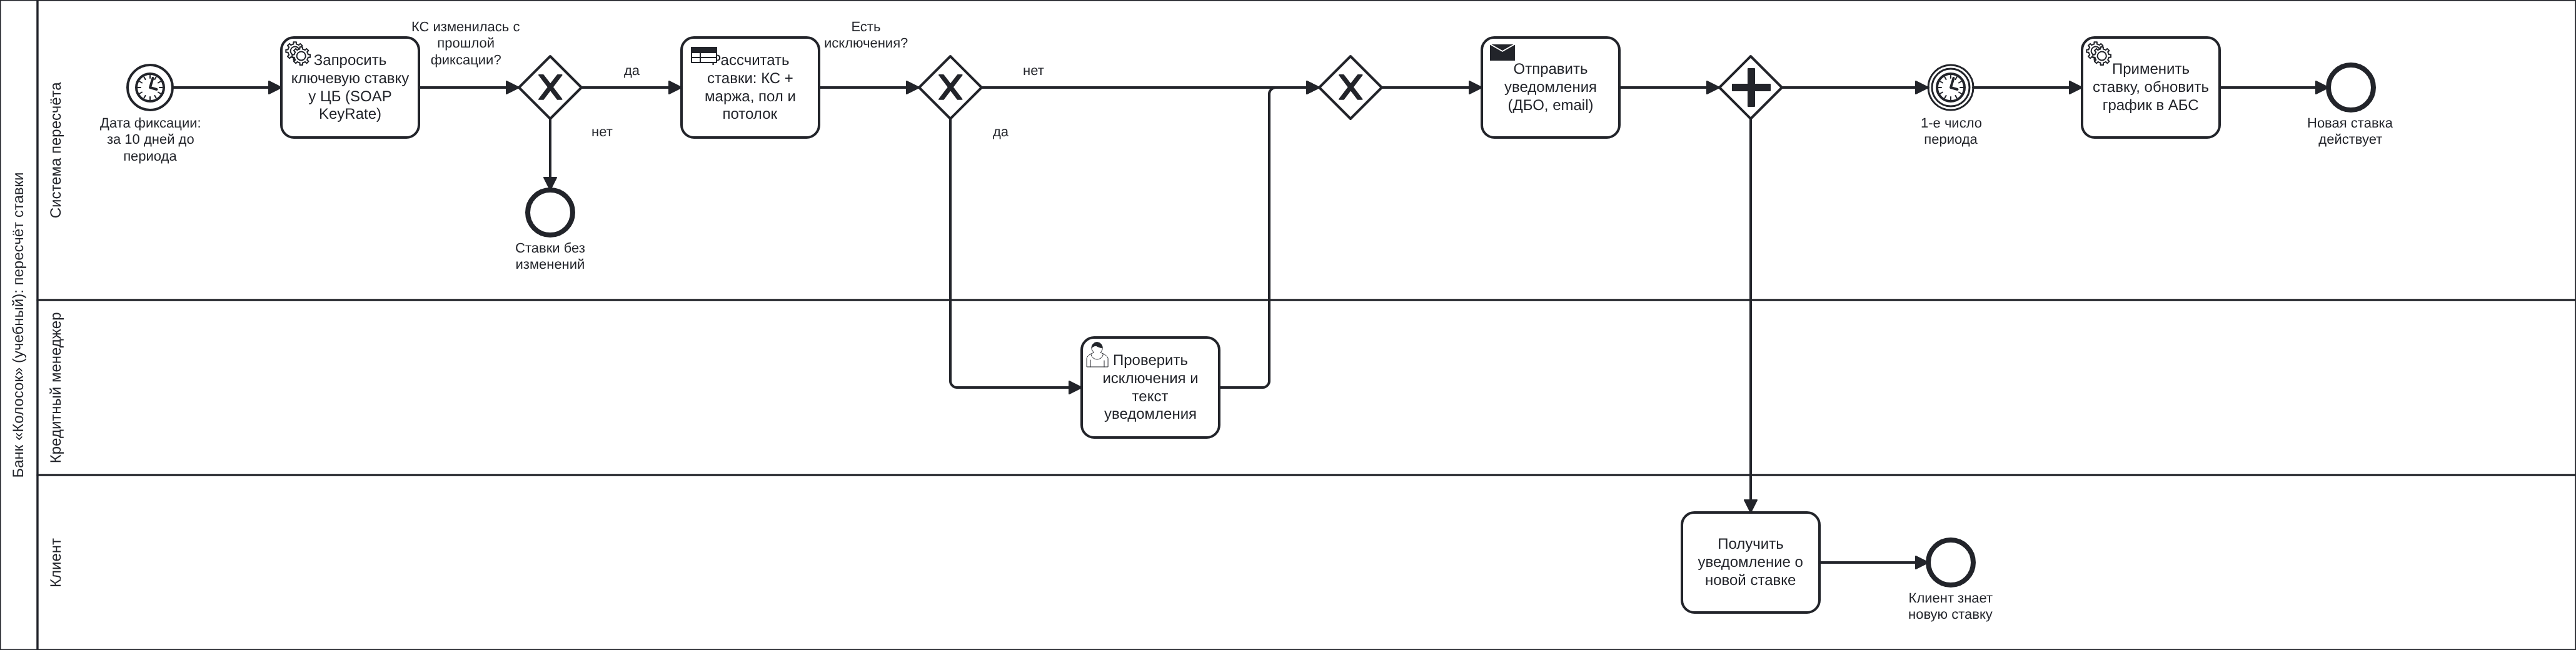 Банк «Колосок» (учебный): пересчёт ставки
Система пересчёта
Дата фиксации:
за 10 дней до
периода
Запросить
ключевую ставку
у ЦБ (SOAP
KeyRate)
КС изменилась с
прошлой
фиксации?
да
нет
Ставки без
изменений
Рассчитать
ставки: КС +
маржа, пол и
потолок
Есть
исключения?
нет
да
Отправить
уведомления
(ДБО, email)
1-е число
периода
Применить
ставку, обновить
график в АБС
Новая ставка
действует
Кредитный менеджер
Проверить
исключения и
текст
уведомления
Клиент
Получить
уведомление о
новой ставке
Клиент знает
новую ставку